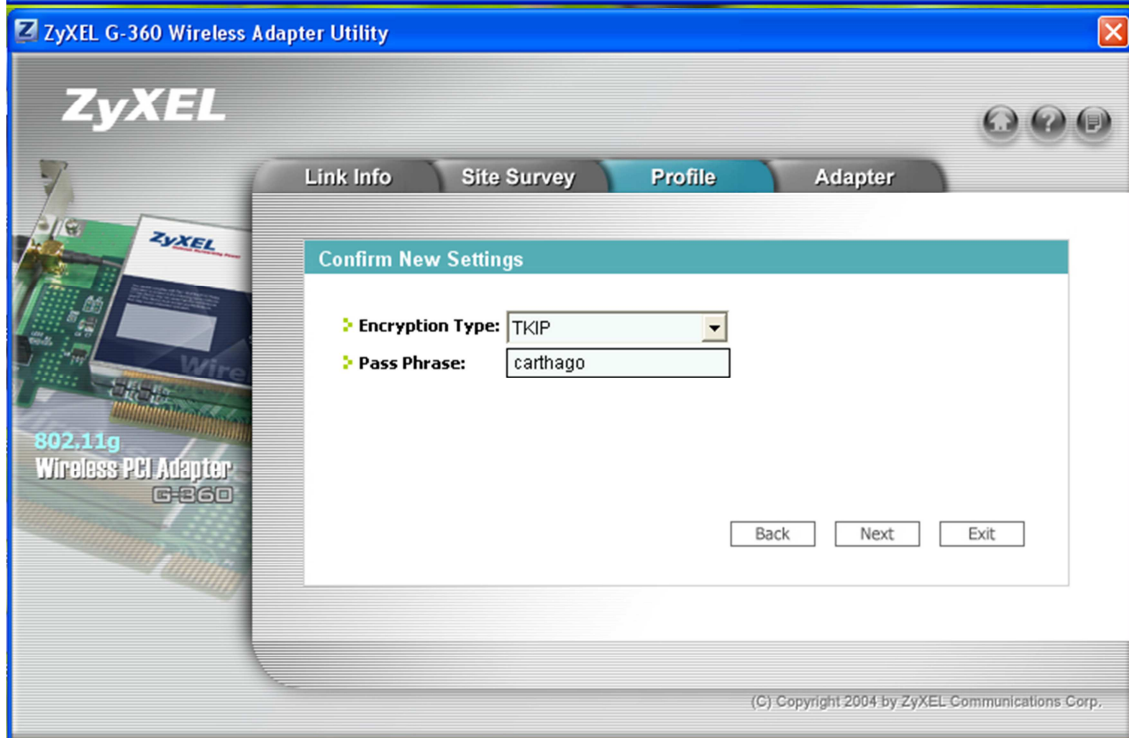 ZyXEL G-360 Wireless Adapter Utility
ZyXEL
Link Info Site Survey Profile Adapter
ZyXEL
Confirm New Settings
Encryption Type: TKIP
Pass Phrase: carthago
Wire
802.11g
Wireless PCI Adapter
G-360
Back Next Exit
(C) Copyright 2004 by ZyXEL Communications Corp.